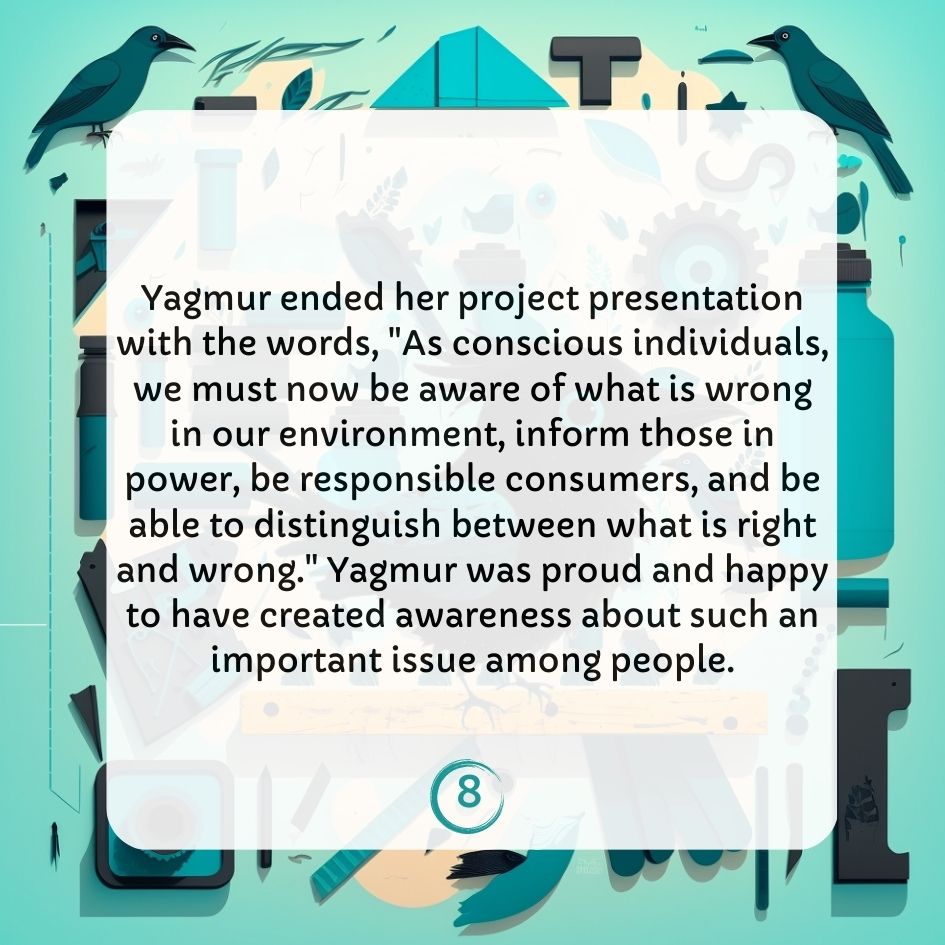 Yagmur ended her project presentation
with the words, "As conscious individuals,
we must now be aware of what is wrong
in our environment, inform those in
power, be responsible consumers, and be
able to distinguish between what is right
and wrong." Yagmur was proud and happy
to have created awareness about such an
important issue among people.
8